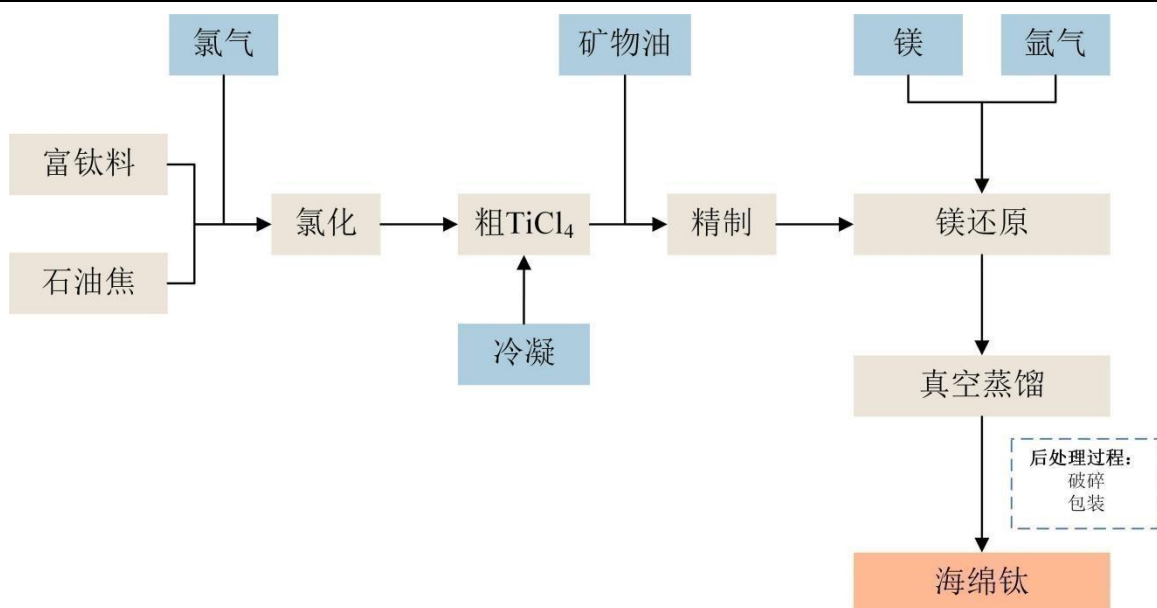 氯气
矿物油
镁
氩气
富钛料
氯化
粗TiCl₄
精制
镁还原
石油焦
冷凝
真空蒸馏
后处理过程：
破碎
包装
海绵钛